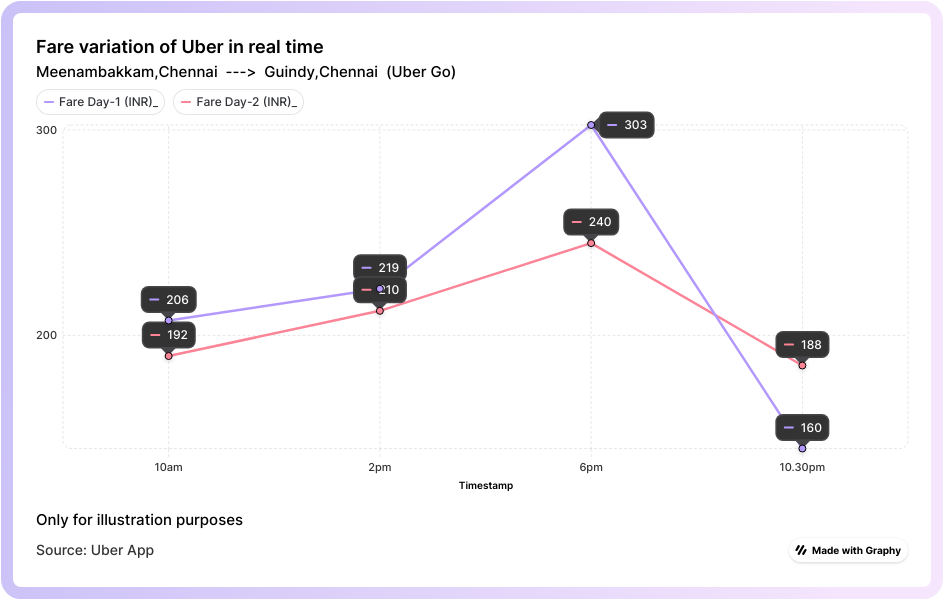 Fare variation of Uber in real time
Meenambakkam,Chennai ---> Guindy,Chennai (Uber Go)
Fare Day-1 (INR)_ Fare Day-2 (INR)_
300
303
240
219
210
206
192
200
188
160
10am 2pm 6pm 10.30pm
Timestamp
Only for illustration purposes
Source: Uber App
Made with Graphy